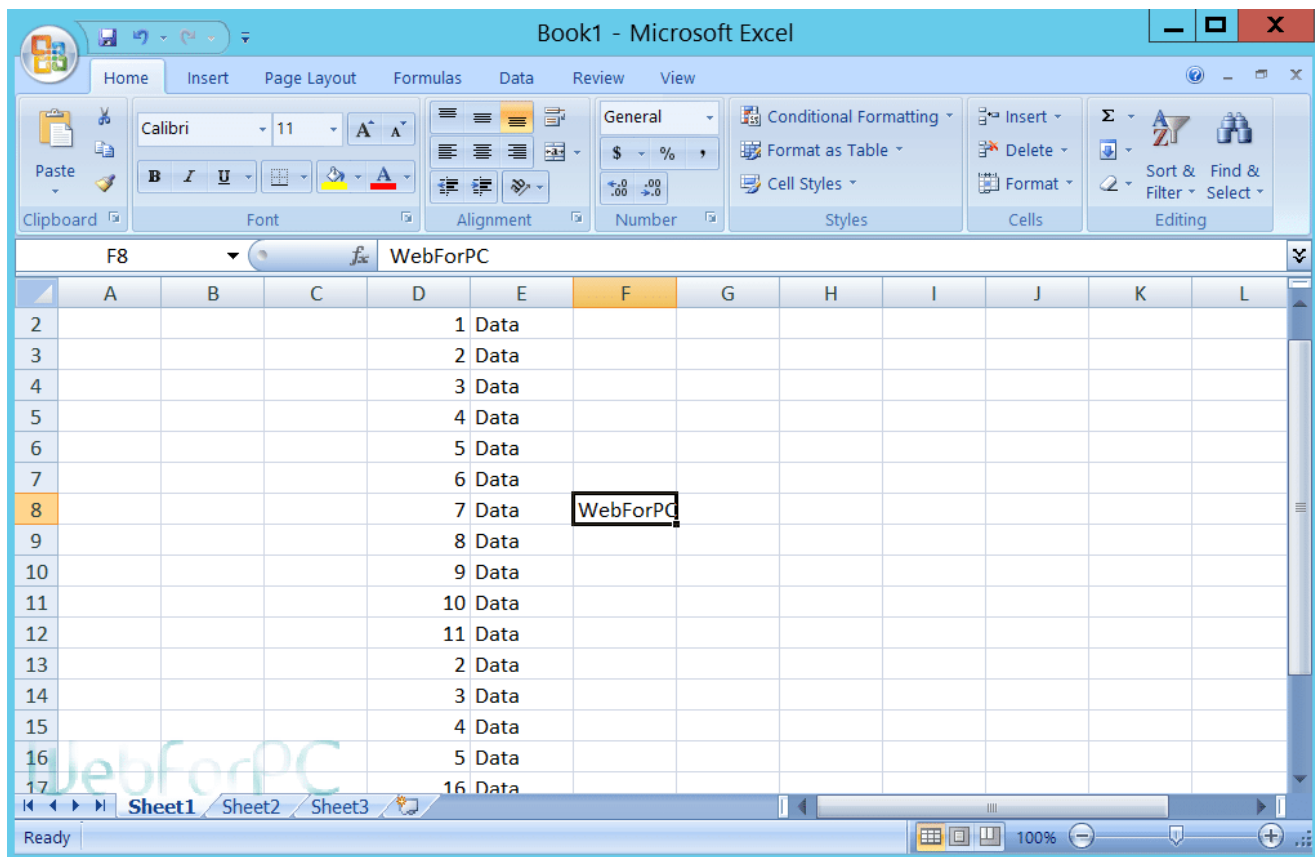 Book1 - Microsoft Excel
Home Insert Page Layout Formulas Data Review View
Paste
Clipboard
Calibri 11
B I U A
Font
Alignment
General
$ % ,
Number
Conditional Formatting
Format as Table
Cell Styles
Styles
Insert
Delete
Format
Cells
Σ
Sort & Filter
Find & Select
Editing
F8 fx WebForPC
A B C D E F G H I J K L
2 1 Data
3 2 Data
4 3 Data
5 4 Data
6 5 Data
7 6 Data
8 7 Data WebForPC
9 8 Data
10 9 Data
11 10 Data
12 11 Data
13 2 Data
14 3 Data
15 4 Data
16 5 Data
17 16 Data
WebForPC
Sheet1 Sheet2 Sheet3
Ready 100%